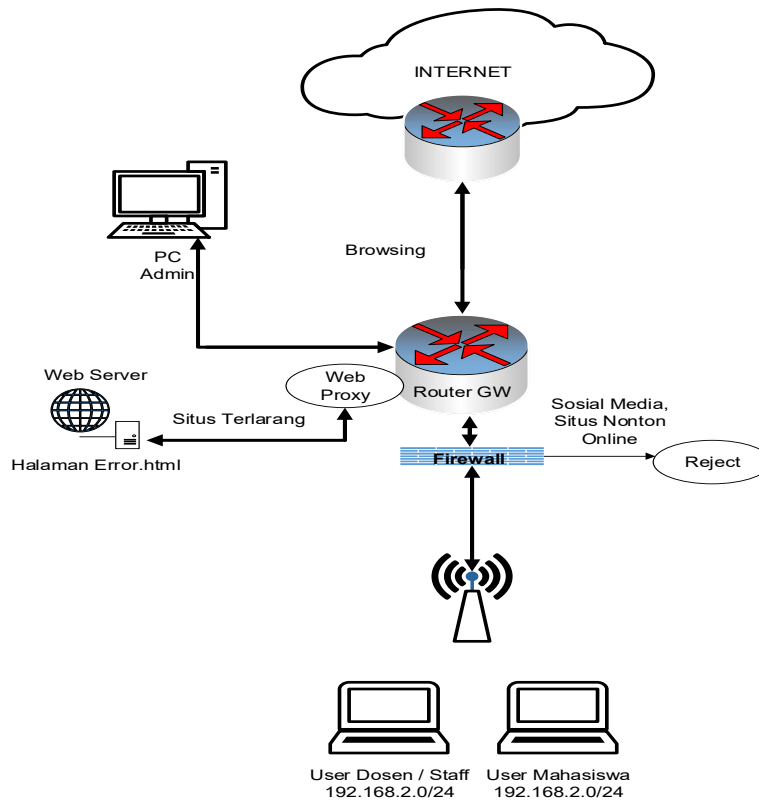 INTERNET
Browsing
PC
Admin
Web
Proxy
Router GW
Web Server
Situs Terlarang
Halaman Error.html
Sosial Media,
Situs Nonton
Online
Firewall
Reject
User Dosen / Staff
192.168.2.0/24
User Mahasiswa
192.168.2.0/24